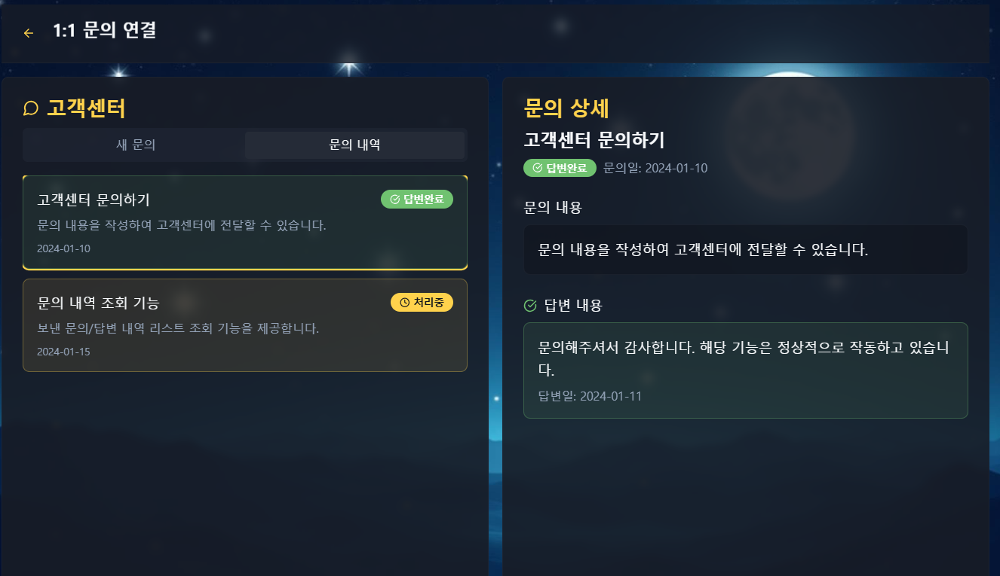 1:1 문의 연결
고객센터
새 문의
문의 내역
고객센터 문의하기
답변완료
문의 내용을 작성하여 고객센터에 전달할 수 있습니다.
2024-01-10
문의 내역 조회 기능
처리중
보낸 문의/답변 내역 리스트 조회 기능을 제공합니다.
2024-01-15
문의 상세
고객센터 문의하기
답변완료 문의일: 2024-01-10
문의 내용
문의 내용을 작성하여 고객센터에 전달할 수 있습니다.
답변 내용
문의해주셔서 감사합니다. 해당 기능은 정상적으로 작동하고 있습니
다.
답변일: 2024-01-11